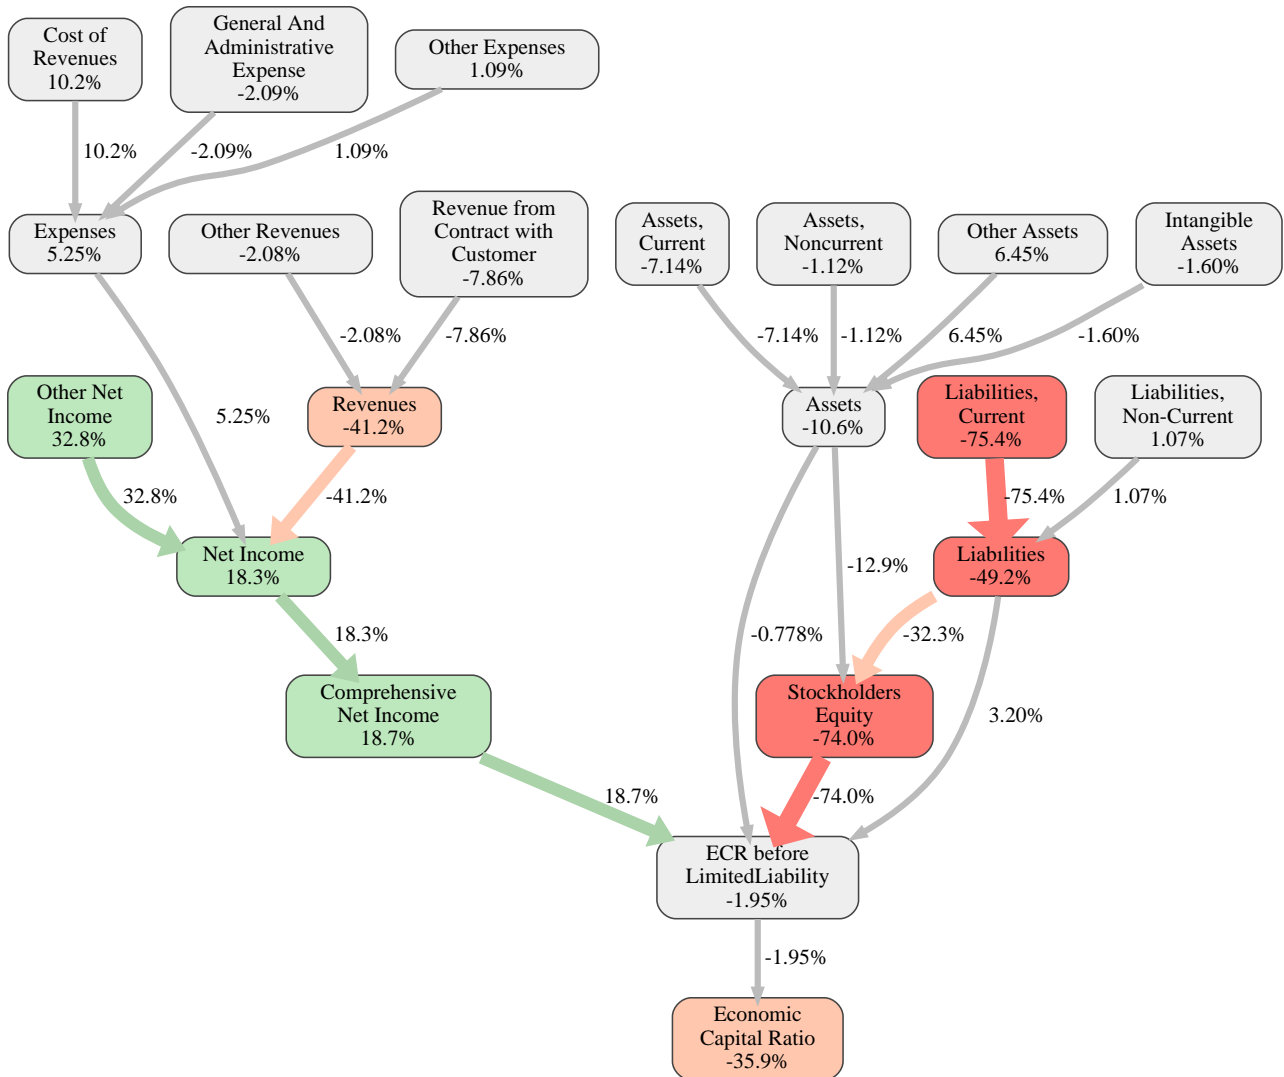 Cost of
Revenues
10.2%
General And
Administrative
Expense
-2.09%
Other Expenses
1.09%
10.2%
-2.09%
1.09%
Expenses
5.25%
Other Revenues
-2.08%
Revenue from
Contract with
Customer
-7.86%
Assets,
Current
-7.14%
Assets,
Noncurrent
-1.12%
Other Assets
6.45%
Intangible
Assets
-1.60%
-2.08%
-7.86%
-7.14%
-1.12%
6.45%
-1.60%
Other Net
Income
32.8%
5.25%
Revenues
-41.2%
Assets
-10.6%
Liabilities,
Current
-75.4%
Liabilities,
Non-Current
1.07%
32.8%
-41.2%
-75.4%
1.07%
Net Income
18.3%
-12.9%
Liabilities
-49.2%
18.3%
-0.778%
-32.3%
Comprehensive
Net Income
18.7%
Stockholders
Equity
-74.0%
3.20%
18.7%
-74.0%
ECR before
LimitedLiability
-1.95%
-1.95%
Economic
Capital Ratio
-35.9%